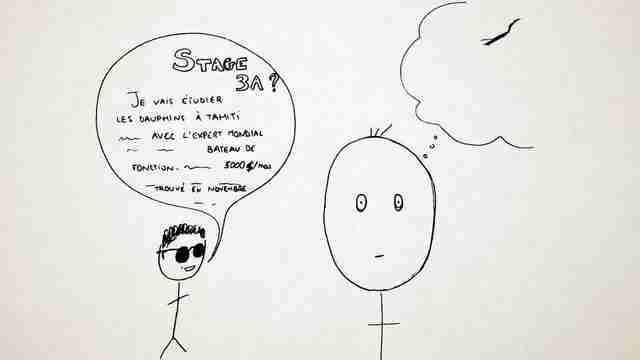 STAGE
3A ?
JE VAIS ÉTUDIER
LES DAUPHINS À TAHITI
AVEC L'EXPERT MONDIAL
BATEAU DE
FONCTION. 5000 $/mois
TROUVÉ EN NOVEMBRE